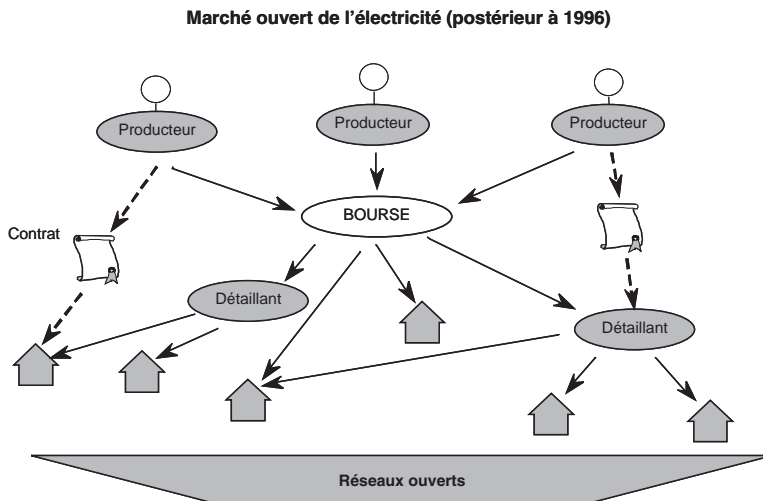 Marché ouvert de l'électricité (postérieur à 1996)
Producteur
Producteur
Producteur
BOURSE
Contrat
Détaillant
Détaillant
Réseaux ouverts